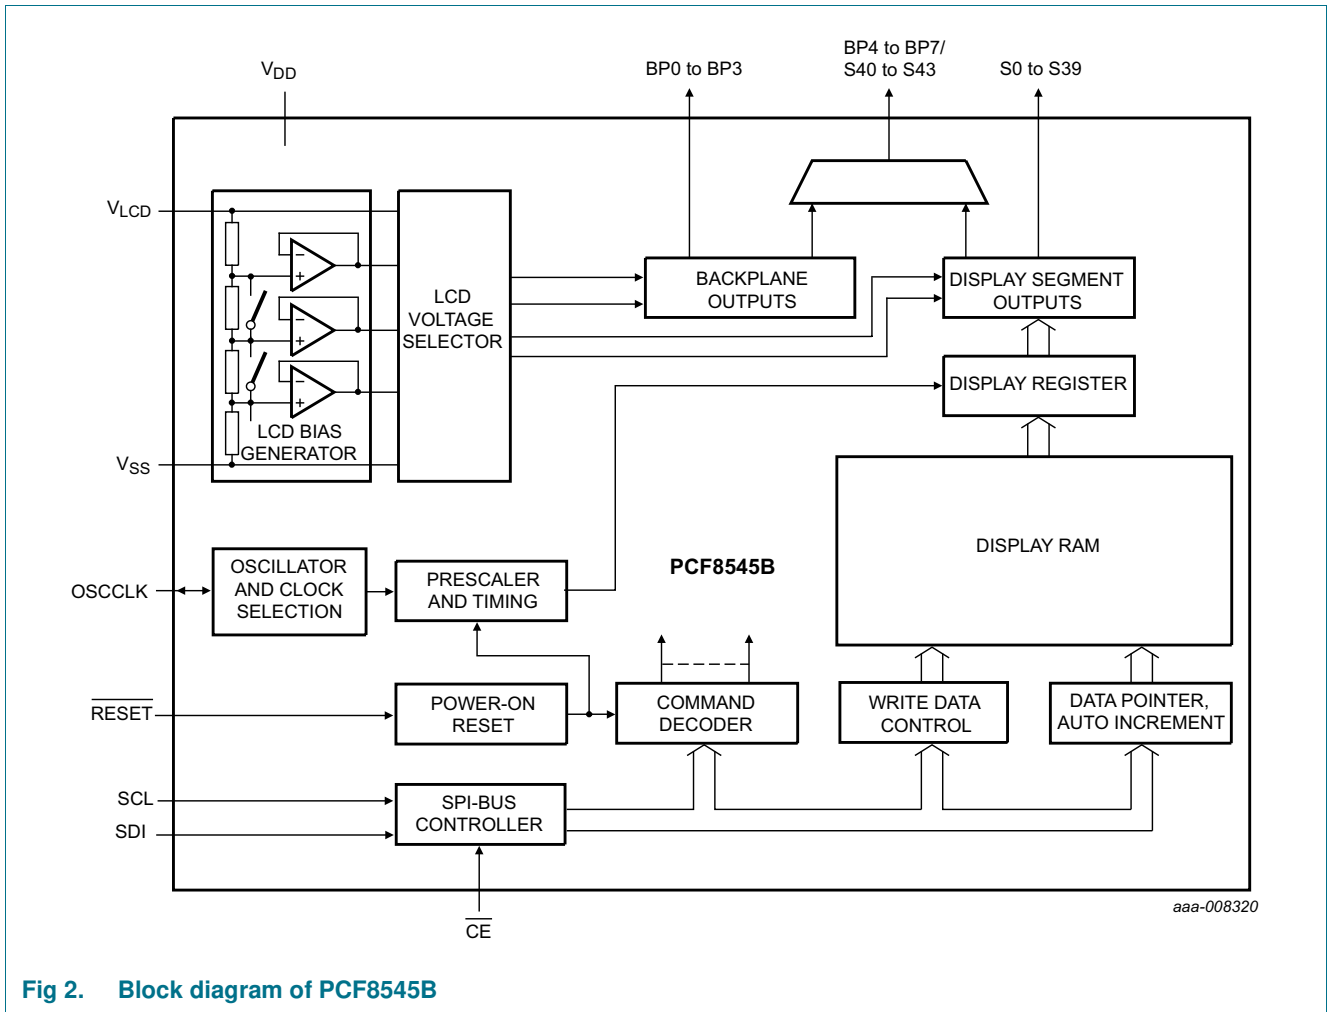 VDD
BP0 to BP3
BP4 to BP7/
S40 to S43
S0 to S39
VLCD
LCD
VOLTAGE
SELECTOR
BACKPLANE
OUTPUTS
DISPLAY SEGMENT
OUTPUTS
DISPLAY REGISTER
−
+
−
+
−
+
LCD BIAS
GENERATOR
VSS
DISPLAY RAM
PCF8545B
OSCCLK
OSCILLATOR
AND CLOCK
SELECTION
PRESCALER
AND TIMING
RESET
POWER-ON
RESET
COMMAND
DECODER
WRITE DATA
CONTROL
DATA POINTER,
AUTO INCREMENT
SCL
SDI
SPI-BUS
CONTROLLER
CE
aaa-008320
Fig 2. Block diagram of PCF8545B